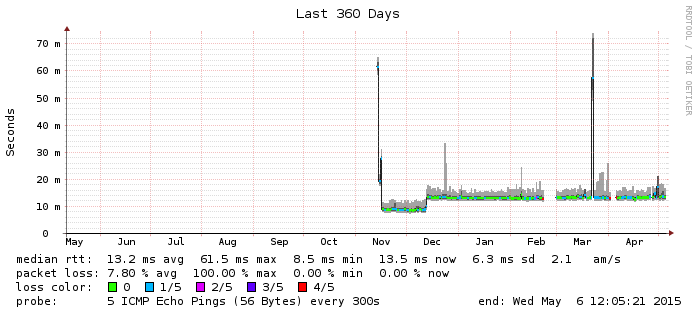 Last 360 Days
RRDTOOL / TOBI OETIKER
Seconds
70 m
60 m
50 m
40 m
30 m
20 m
10 m
0
May Jun Jul Aug Sep Oct Nov Dec Jan Feb Mar Apr
median rtt: 13.2 ms avg 61.5 ms max 8.5 ms min 13.5 ms now 6.3 ms sd 2.1 am/s
packet loss: 7.80 % avg 100.00 % max 0.00 % min 0.00 % now
loss color: 0 1/5 2/5 3/5 4/5
probe: 5 ICMP Echo Pings (56 Bytes) every 300s end: Wed May 6 12:05:21 2015